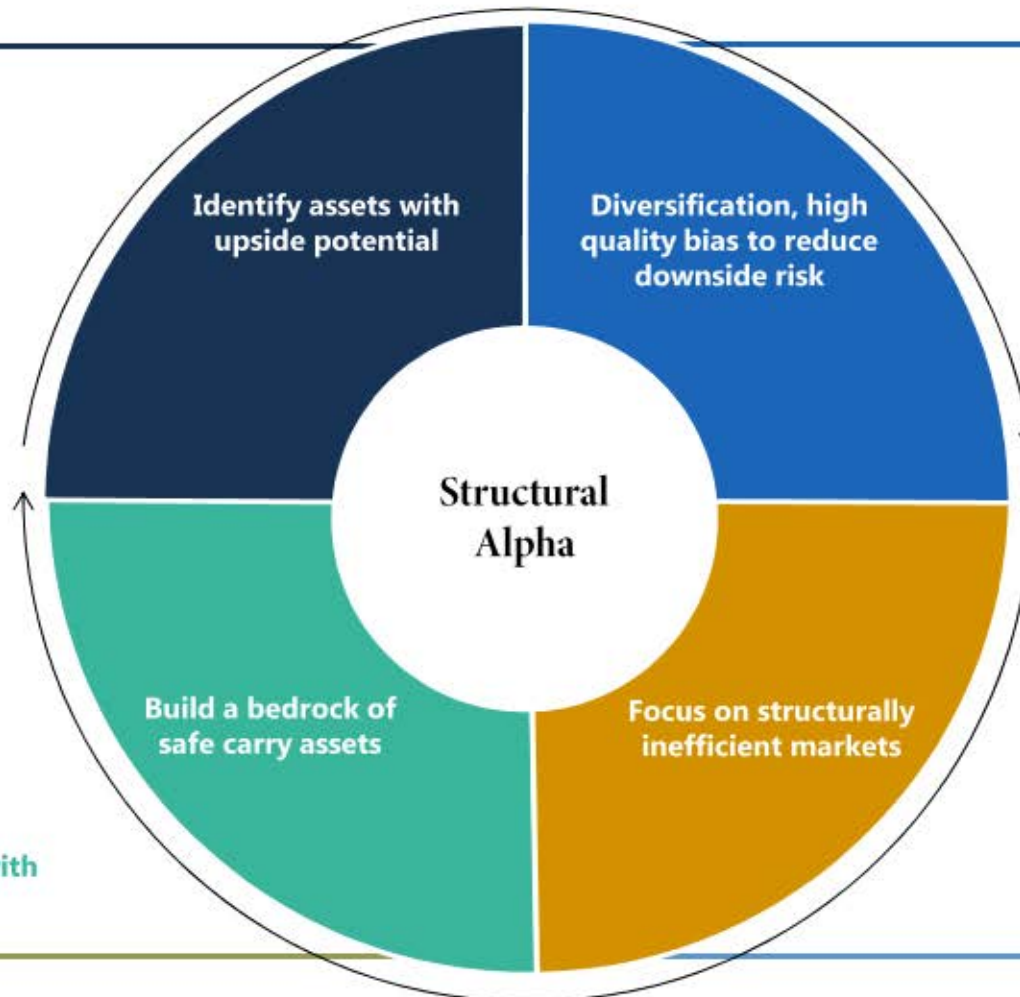 Identify assets with
upside potential
Diversification, high
quality bias to reduce
downside risk
Structural
Alpha
Build a bedrock of
safe carry assets
Focus on structurally
inefficient markets